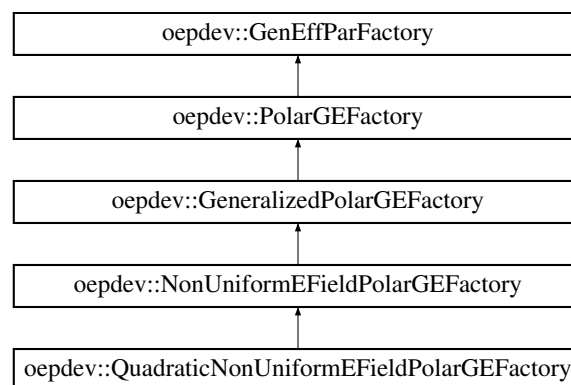 oepdev::GenEffParFactory
oepdev::PolarGEFactory
oepdev::GeneralizedPolarGEFactory
oepdev::NonUniformEFieldPolarGEFactory
oepdev::QuadraticNonUniformEFieldPolarGEFactory